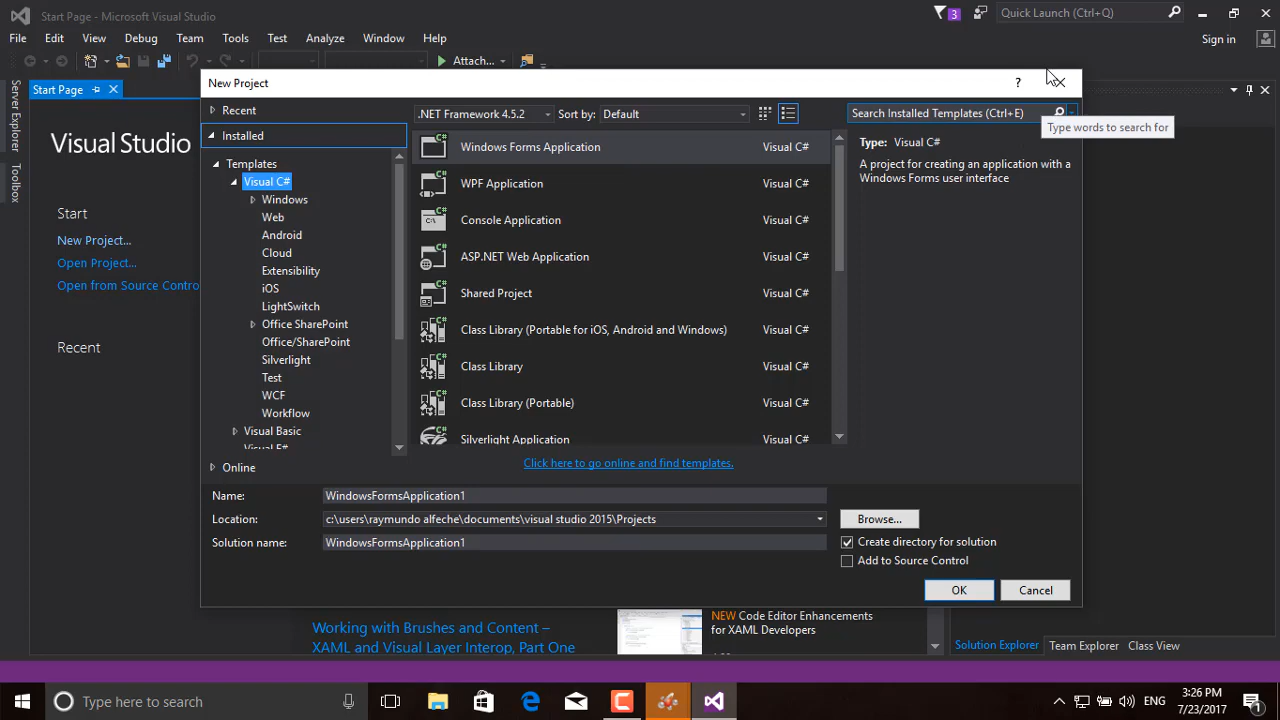 Start Page - Microsoft Visual Studio
3
Quick Launch (Ctrl+Q)
File Edit View Debug Team Tools Test Analyze Window Help
Sign in
Attach...
Server Explorer
Toolbox
Start Page
Visual Studio
Start
New Project...
Open Project...
Open from Source Contro
Recent
New Project
?
Recent
.NET Framework 4.5.2
Sort by: Default
Search Installed Templates (Ctrl+E)
Type words to search for
Installed
Templates
Visual C#
Windows
Web
Android
Cloud
Extensibility
iOS
LightSwitch
Office SharePoint
Office/SharePoint
Silverlight
Test
WCF
Workflow
Visual Basic
Online
C# Windows Forms Application Visual C#
C# WPF Application Visual C#
C# C:\ Console Application Visual C#
C# ASP.NET Web Application Visual C#
C# Shared Project Visual C#
C# Class Library (Portable for iOS, Android and Windows) Visual C#
C# Class Library Visual C#
C# Class Library (Portable) Visual C#
C# Silverlight Application Visual C#
Type: Visual C#
A project for creating an application with a
Windows Forms user interface
Click here to go online and find templates.
Name: WindowsFormsApplication1
Location: c:\users\raymundo alfeche\documents\visual studio 2015\Projects
Browse...
Solution name: WindowsFormsApplication1
Create directory for solution
Add to Source Control
OK
Cancel
Working with Brushes and Content –
XAML and Visual Layer Interop, Part One
NEW Code Editor Enhancements
for XAML Developers
Solution Explorer Team Explorer Class View
Type here to search
ENG
3:26 PM
7/23/2017
1